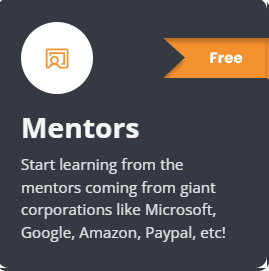 Free
Mentors
Start learning from the
mentors coming from giant
corporations like Microsoft,
Google, Amazon, Paypal, etc!